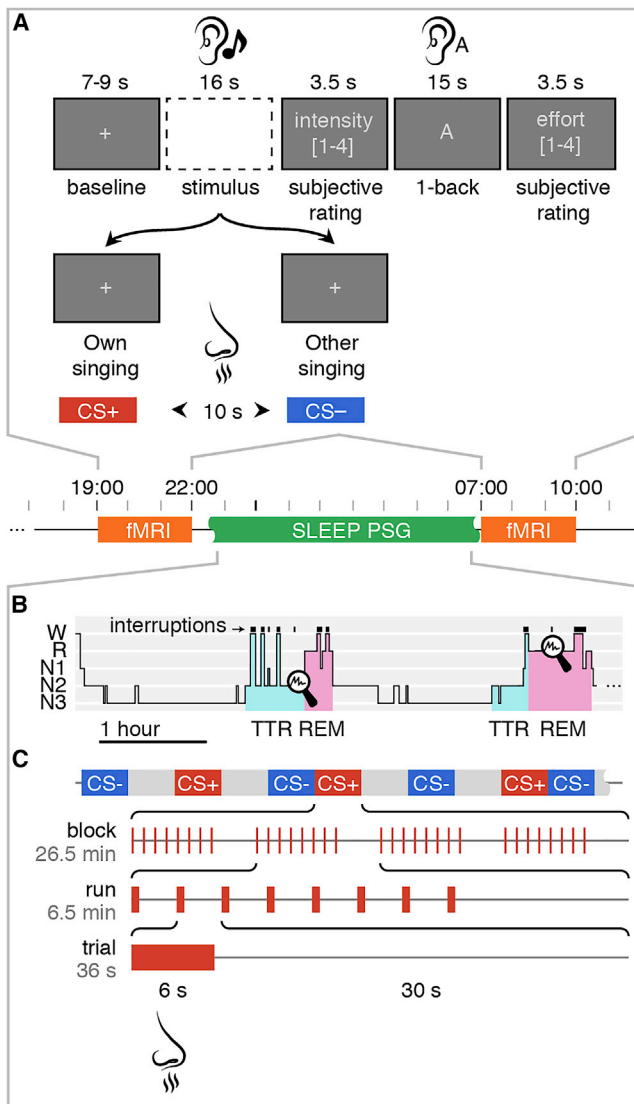 A
A
7-9 s 16 s 3.5 s 15 s 3.5 s
+ intensity [1-4] A effort [1-4]
baseline stimulus subjective rating 1-back subjective rating
+ +
Own singing Other singing
CS+ 10 s CS–
19:00 22:00 07:00 10:00
... fMRI SLEEP PSG fMRI
B
W interruptions
R
N1
N2 ...
N3
1 hour TTR REM TTR REM
C
CS- CS+ CS- CS+ CS- CS+ CS-
block
26.5 min
run
6.5 min
trial
36 s
6 s 30 s